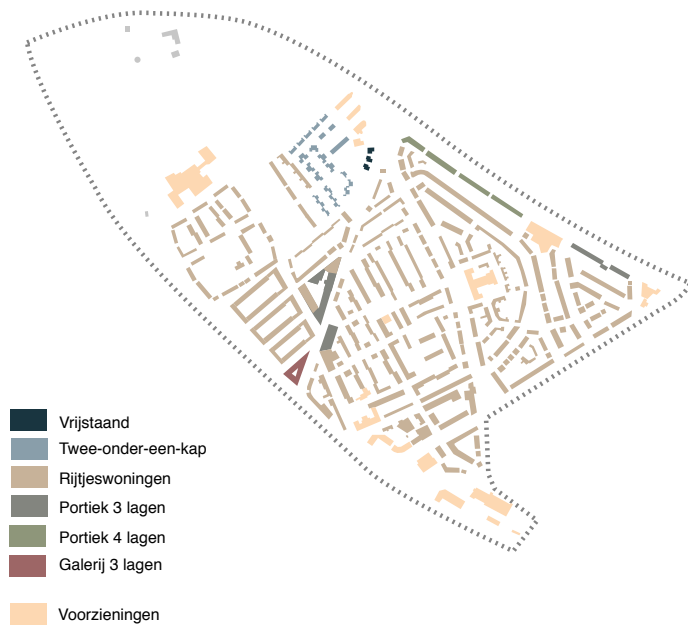 Vrijstaand
Twee-onder-een-kap
Rijtjeswoningen
Portiek 3 lagen
Portiek 4 lagen
Galerij 3 lagen
Voorzieningen